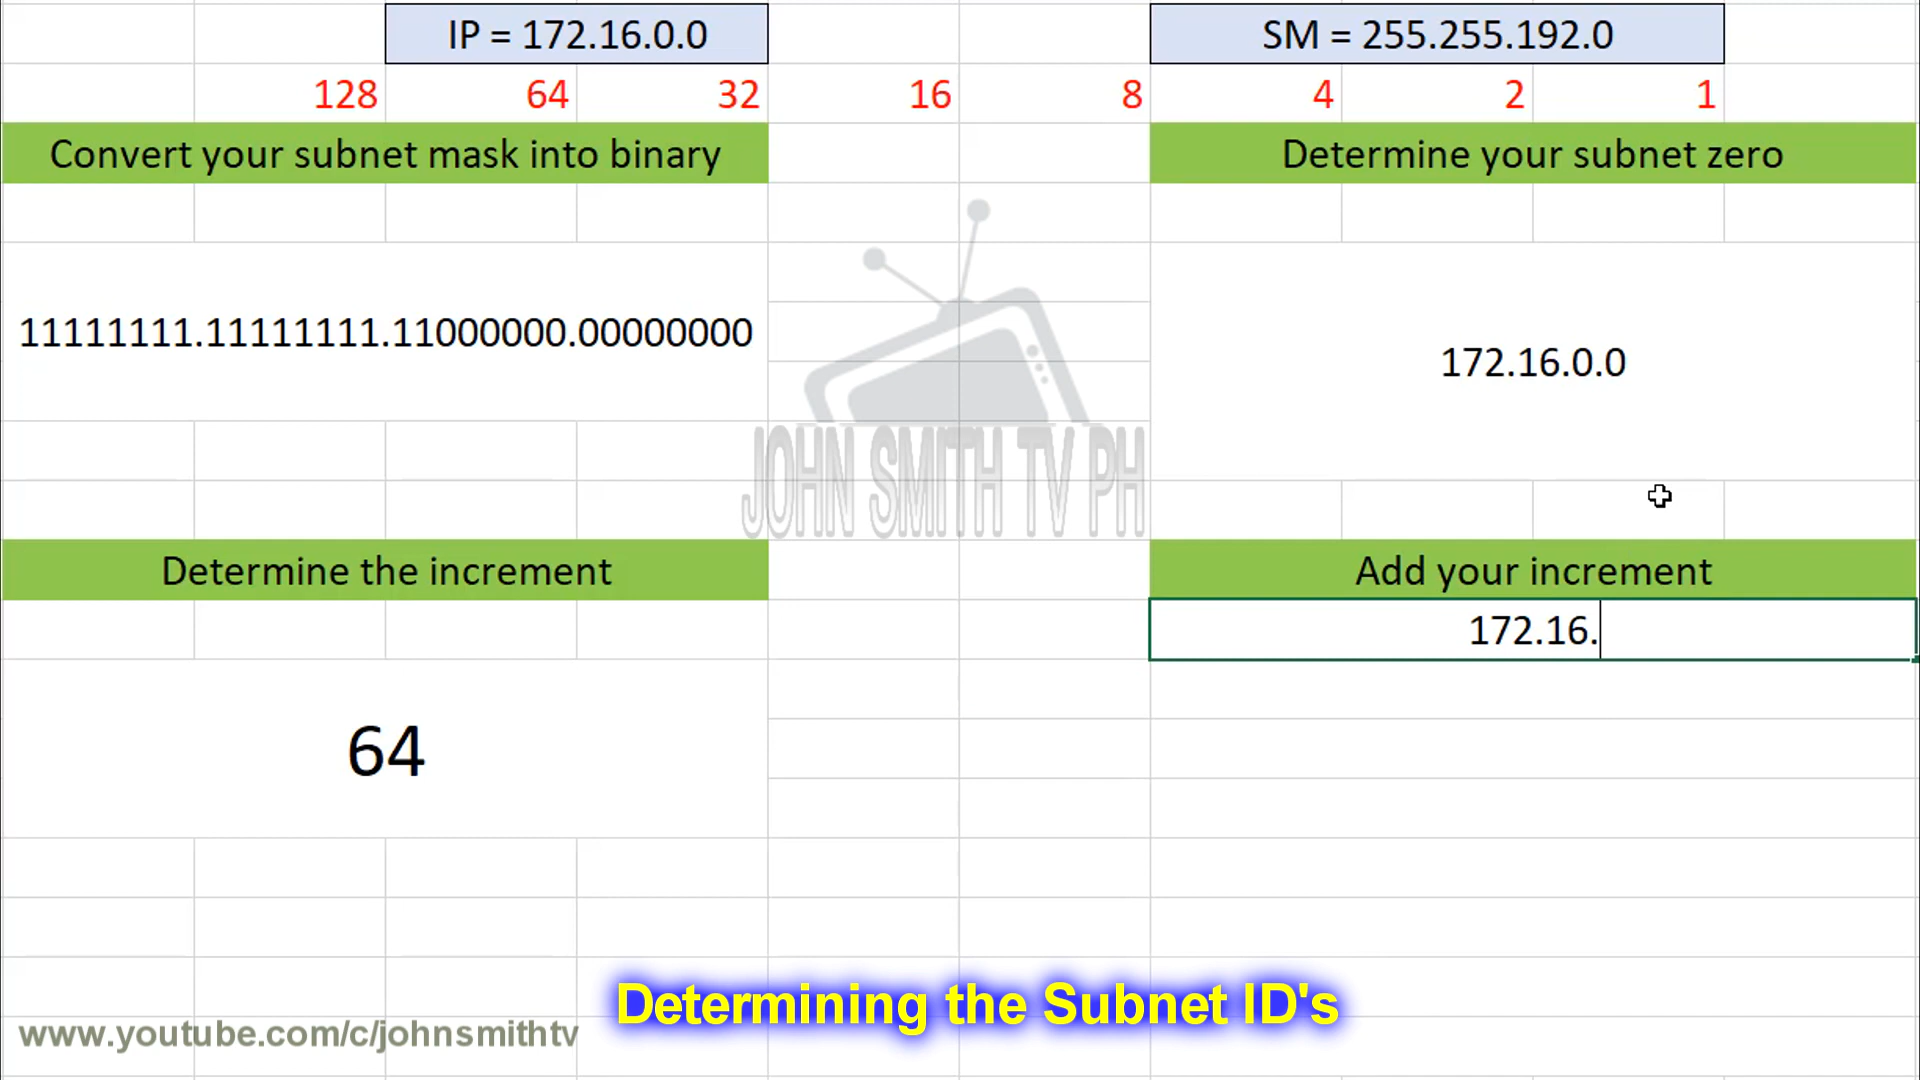 IP = 172.16.0.0
SM = 255.255.192.0
128 64 32 16 8 4 2 1
Convert your subnet mask into binary
Determine your subnet zero
11111111.11111111.11000000.00000000
172.16.0.0
JOHN SMITH TV PH
Determine the increment
Add your increment
172.16.
64
Determining the Subnet ID's
www.youtube.com/c/johnsmithtv